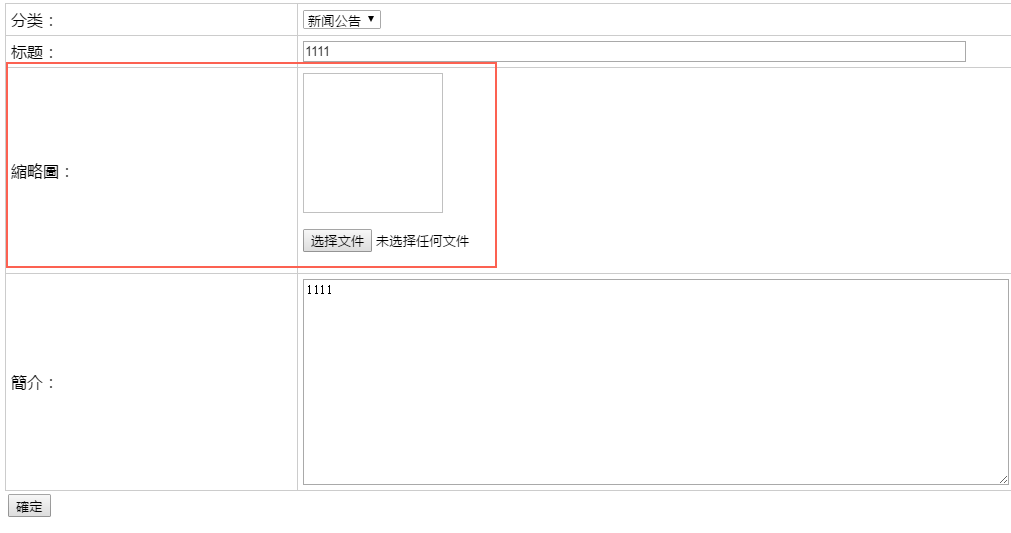 分类：
新闻公告
标题：
1111
縮略圖：
选择文件 未选择任何文件
簡介：
1111
確定